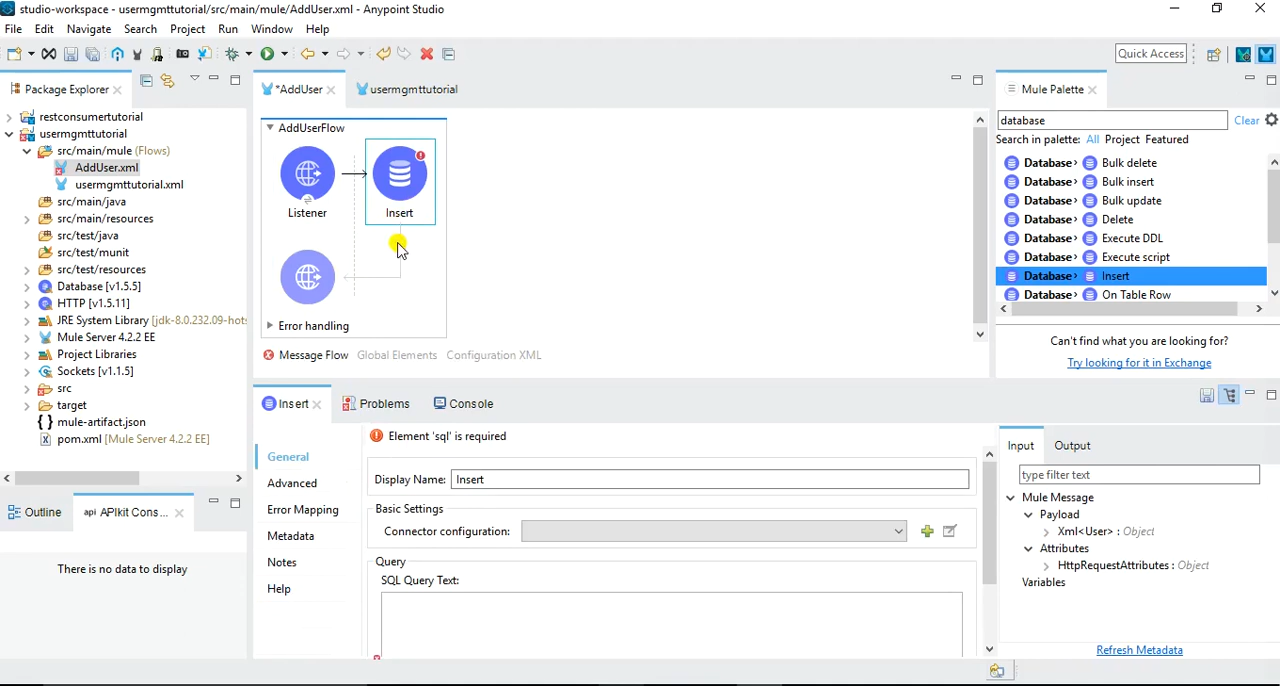 studio-workspace - usermgmttutorial/src/main/mule/AddUser.xml - Anypoint Studio
File Edit Navigate Search Project Run Window Help
Quick Access
Package Explorer
restconsumertutorial
usermgmttutorial
src/main/mule (Flows)
AddUser.xml
usermgmttutorial.xml
src/main/java
src/main/resources
src/test/java
src/test/munit
src/test/resources
Database [v1.5.5]
HTTP [v1.5.11]
JRE System Library [jdk-8.0.232.09-hots
Mule Server 4.2.2 EE
Project Libraries
Sockets [v1.1.5]
src
target
mule-artifact.json
pom.xml [Mule Server 4.2.2 EE]
Outline
api APIkit Cons...
There is no data to display
*AddUser
usermgmttutorial
AddUserFlow
Listener
Insert
Error handling
Message Flow Global Elements Configuration XML
Insert
Problems
Console
General
Advanced
Error Mapping
Metadata
Notes
Help
Element 'sql' is required
Display Name: Insert
Basic Settings
Connector configuration:
Query
SQL Query Text:
Mule Palette
database
Clear
Search in palette: All Project Featured
Database› Bulk delete
Database› Bulk insert
Database› Bulk update
Database› Delete
Database› Execute DDL
Database› Execute script
Database› Insert
Database› On Table Row
Can't find what you are looking for?
Try looking for it in Exchange
Input
Output
type filter text
Mule Message
Payload
Xml<User> : Object
Attributes
HttpRequestAttributes : Object
Variables
Refresh Metadata